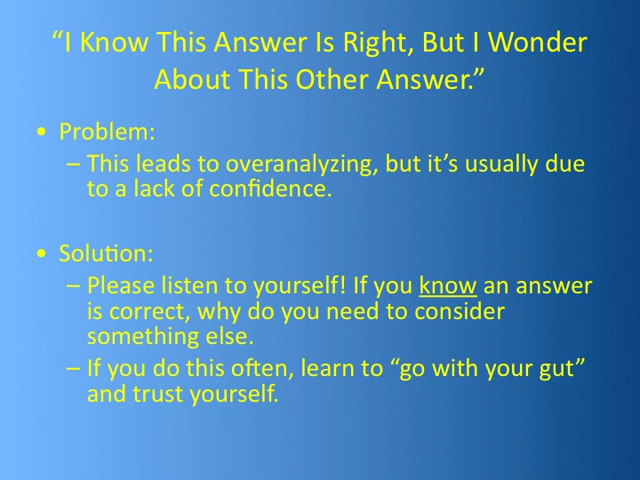 “I Know This Answer Is Right, But I Wonder
About This Other Answer.”
• Problem:
– This leads to overanalyzing, but it’s usually due
to a lack of confidence.
• Solution:
– Please listen to yourself! If you know an answer
is correct, why do you need to consider
something else.
– If you do this often, learn to “go with your gut”
and trust yourself.